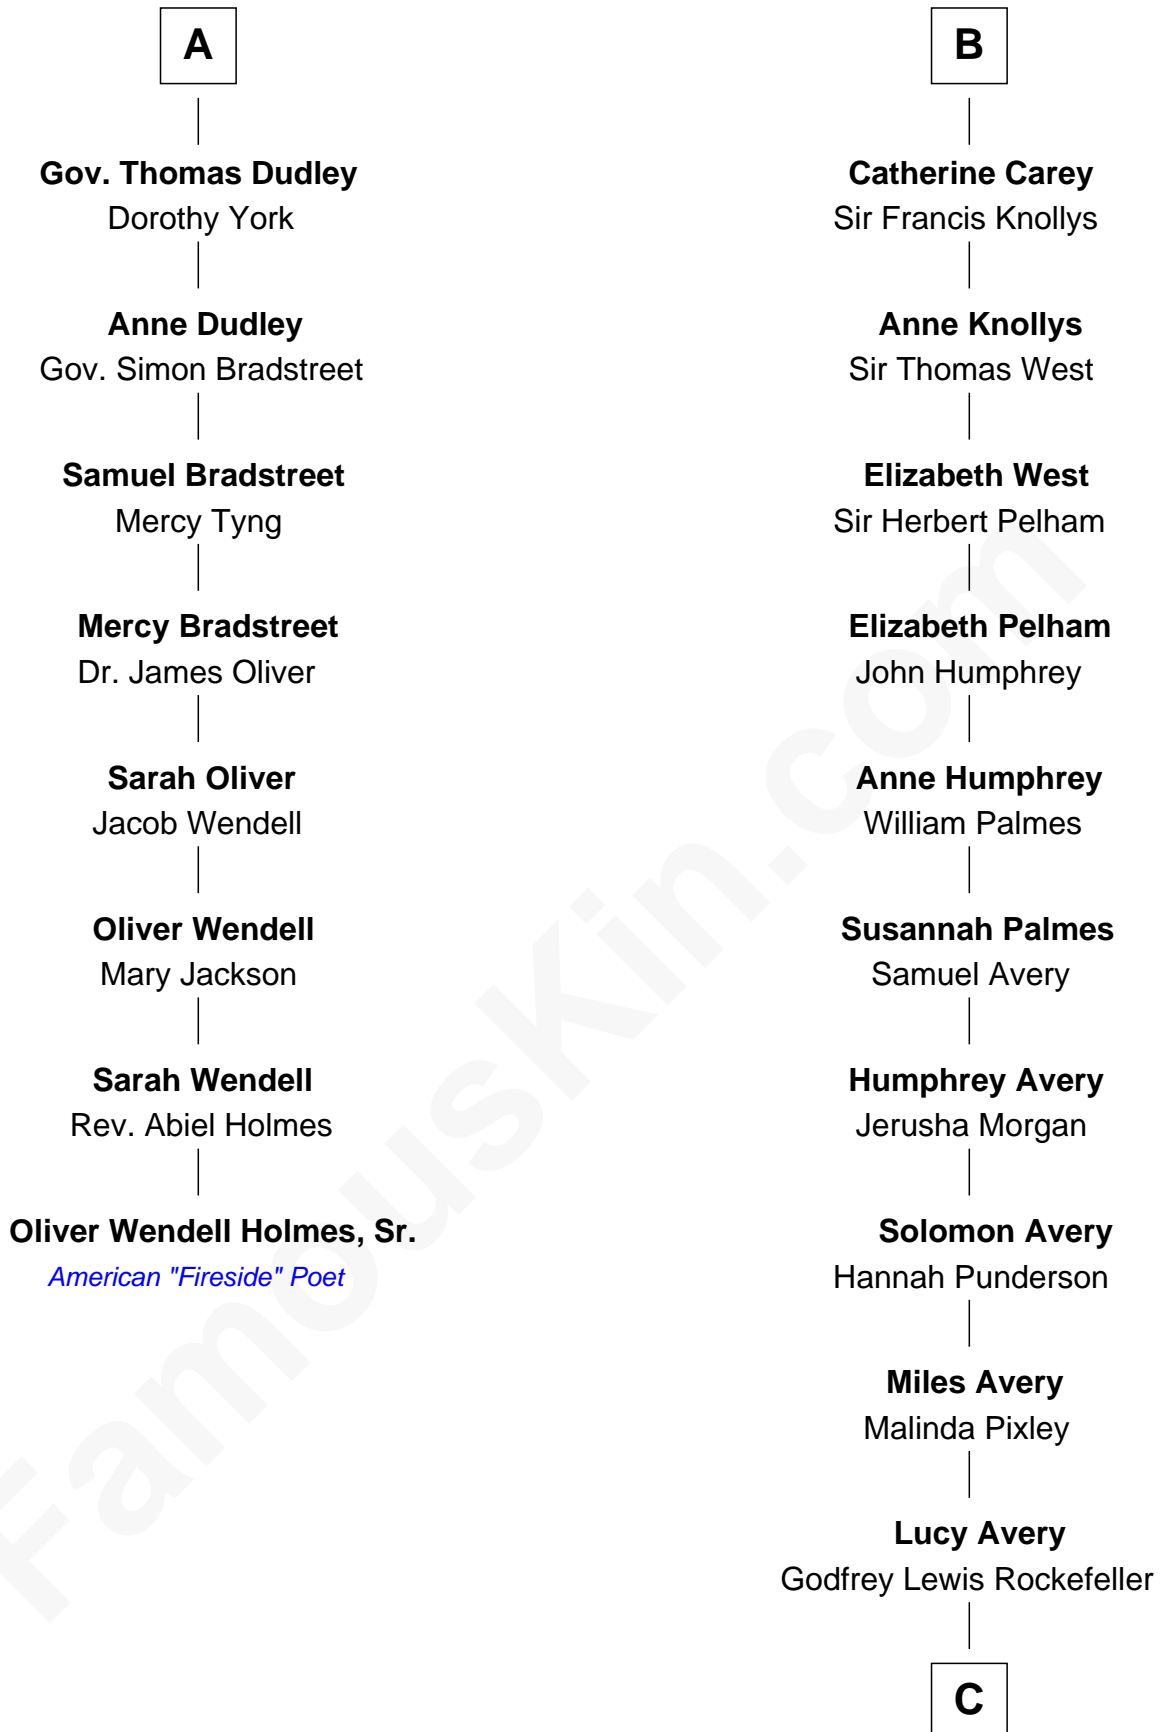 A
Gov. Thomas Dudley
Dorothy York
Anne Dudley
Gov. Simon Bradstreet
Samuel Bradstreet
Mercy Tyng
Mercy Bradstreet
Dr. James Oliver
Sarah Oliver
Jacob Wendell
Oliver Wendell
Mary Jackson
Sarah Wendell
Rev. Abiel Holmes
Oliver Wendell Holmes, Sr.
American "Fireside" Poet
B
Catherine Carey
Sir Francis Knollys
Anne Knollys
Sir Thomas West
Elizabeth West
Sir Herbert Pelham
Elizabeth Pelham
John Humphrey
Anne Humphrey
William Palmes
Susannah Palmes
Samuel Avery
Humphrey Avery
Jerusha Morgan
Solomon Avery
Hannah Punderson
Miles Avery
Malinda Pixley
Lucy Avery
Godfrey Lewis Rockefeller
C
FamousKin.com